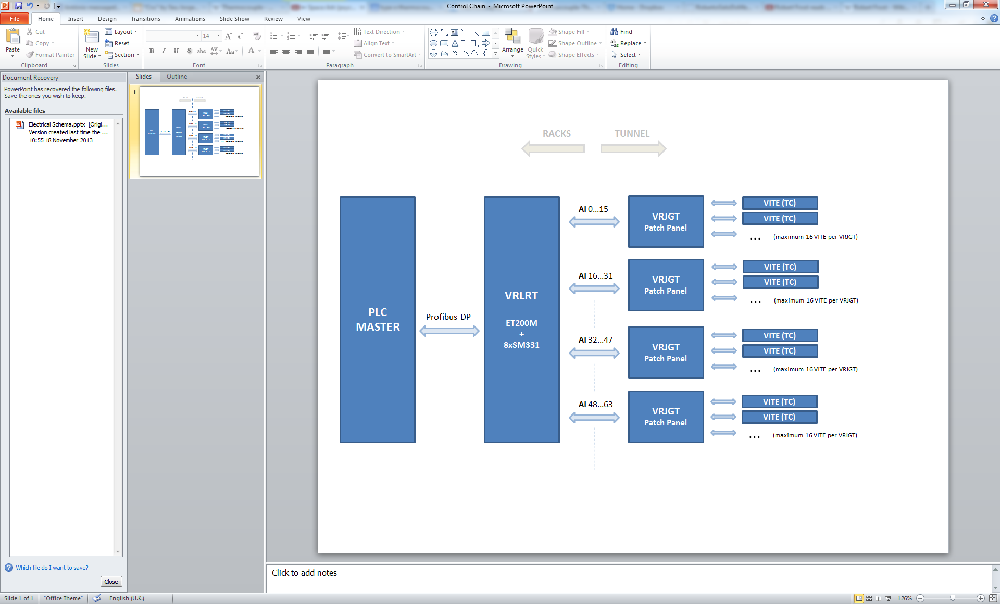 Control Chain - Microsoft PowerPoint
File Home Insert Design Transitions Animations Slide Show Review View
Paste
Cut
Copy
Format Painter
Clipboard
New
Slide
Layout
Reset
Section
Slides
14
B I U S abc AV Aa A
Font
Text Direction
Align Text
Convert to SmartArt
Paragraph
Arrange
Quick
Styles
Shape Fill
Shape Outline
Shape Effects
Drawing
Find
Replace
Select
Editing
Document Recovery
PowerPoint has recovered the following files.
Save the ones you wish to keep.
Available files
Electrical Schema.pptx [Origi...
Version created last time the ...
10:55 18 November 2013
Which file do I want to save?
Close
Slides Outline
1
RACKS TUNNEL
PLC
MASTER
Profibus DP
VRLRT
ET200M
+
8xSM331
AI 0...15
VRJGT
Patch Panel
VITE (TC)
VITE (TC)
... (maximum 16 VITE per VRJGT)
AI 16...31
VRJGT
Patch Panel
VITE (TC)
VITE (TC)
... (maximum 16 VITE per VRJGT)
AI 32...47
VRJGT
Patch Panel
VITE (TC)
VITE (TC)
... (maximum 16 VITE per VRJGT)
AI 48...63
VRJGT
Patch Panel
VITE (TC)
VITE (TC)
... (maximum 16 VITE per VRJGT)
Click to add notes
Slide 1 of 1 "Office Theme" English (U.K.) 126%